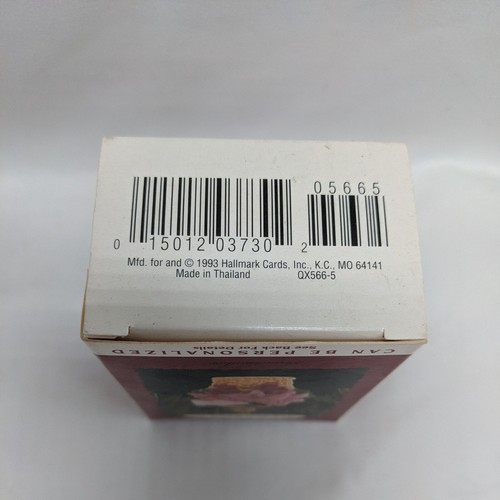 05665
0 15012 03730 2
Mfd. for and © 1993 Hallmark Cards, Inc., K.C., MO 64141
Made in Thailand QX566-5
CAN BE PERSONALIZED
See Back For Details